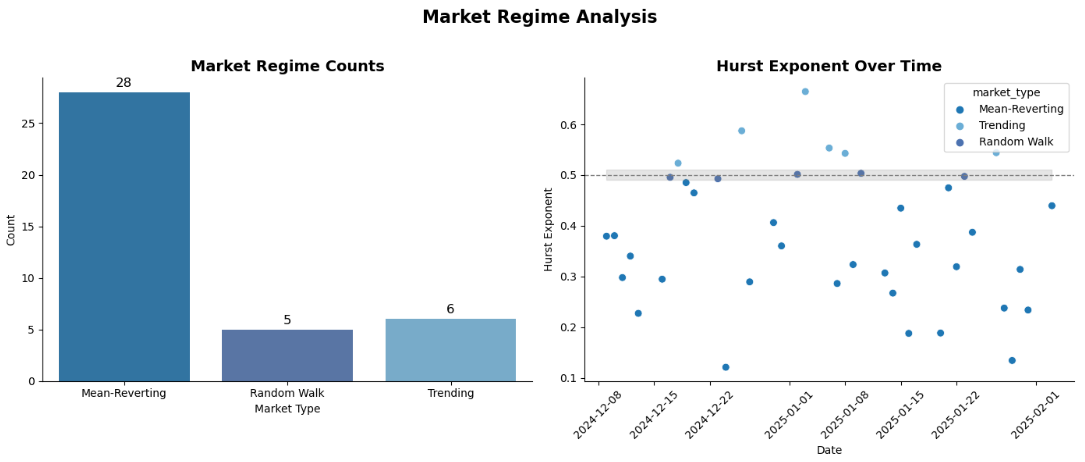 Market Regime Analysis
Market Regime Counts
28
5
6
25
20
15
10
5
0
Count
Mean-Reverting
Random Walk
Trending
Market Type
Hurst Exponent Over Time
market_type
Mean-Reverting
Trending
Random Walk
0.6
0.5
0.4
0.3
0.2
0.1
Hurst Exponent
2024-12-08
2024-12-15
2024-12-22
2025-01-01
2025-01-08
2025-01-15
2025-01-22
2025-02-01
Date